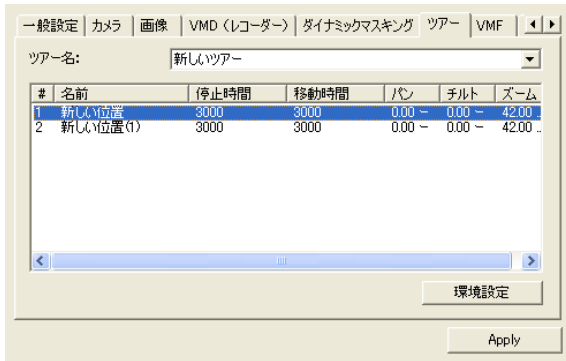 一般設定 カメラ 画像 VMD（レコーダー） ダイナミックマスキング ツアー VMF
ツアー名: 新しいツアー
# 名前 停止時間 移動時間 パン チルト ズーム
1 新しい位置 3000 3000 0.00 ~ 0.00 ~ 42.00 ..
2 新しい位置(1) 3000 3000 0.00 ~ 0.00 ~ 42.00 ..
環境設定
Apply